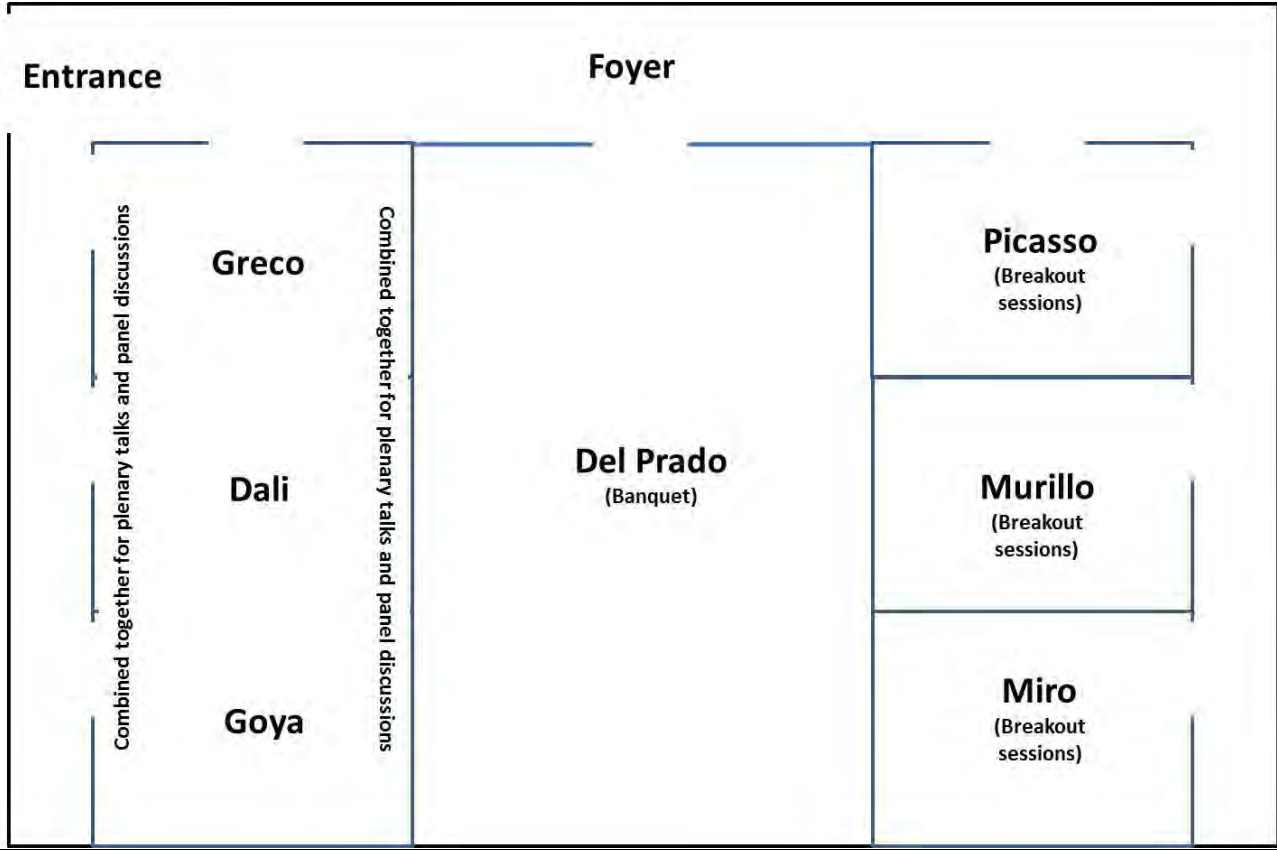 Entrance
Foyer
Combined together for plenary talks and panel discussions
Greco
Dali
Goya
Combined together for plenary talks and panel discussions
Del Prado
(Banquet)
Picasso
(Breakout
sessions)
Murillo
(Breakout
sessions)
Miro
(Breakout
sessions)